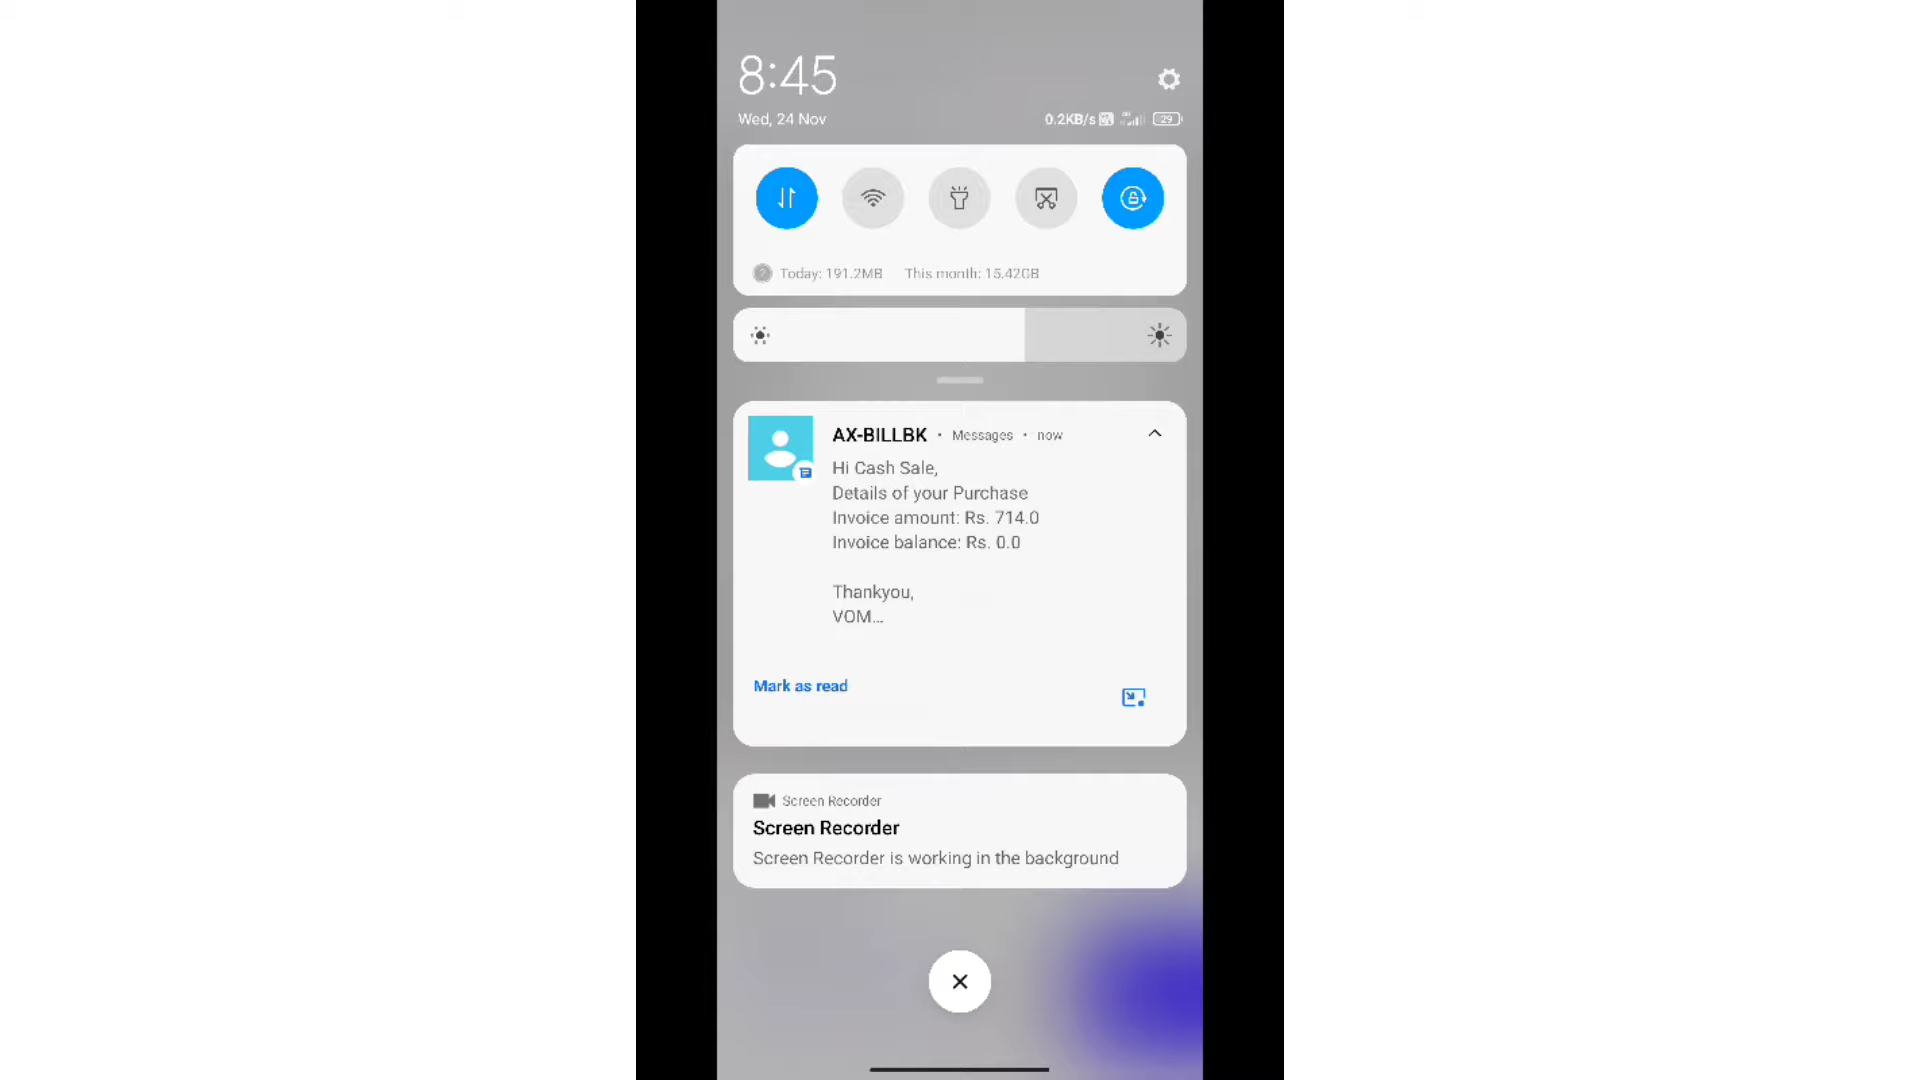 8:45
Wed, 24 Nov
0.2KB/s
29
Today: 191.2MB This month: 15.42GB
AX-BILLBK • Messages • now
Hi Cash Sale,
Details of your Purchase
Invoice amount: Rs. 714.0
Invoice balance: Rs. 0.0
Thankyou,
VOM...
Mark as read
Screen Recorder
Screen Recorder
Screen Recorder is working in the background